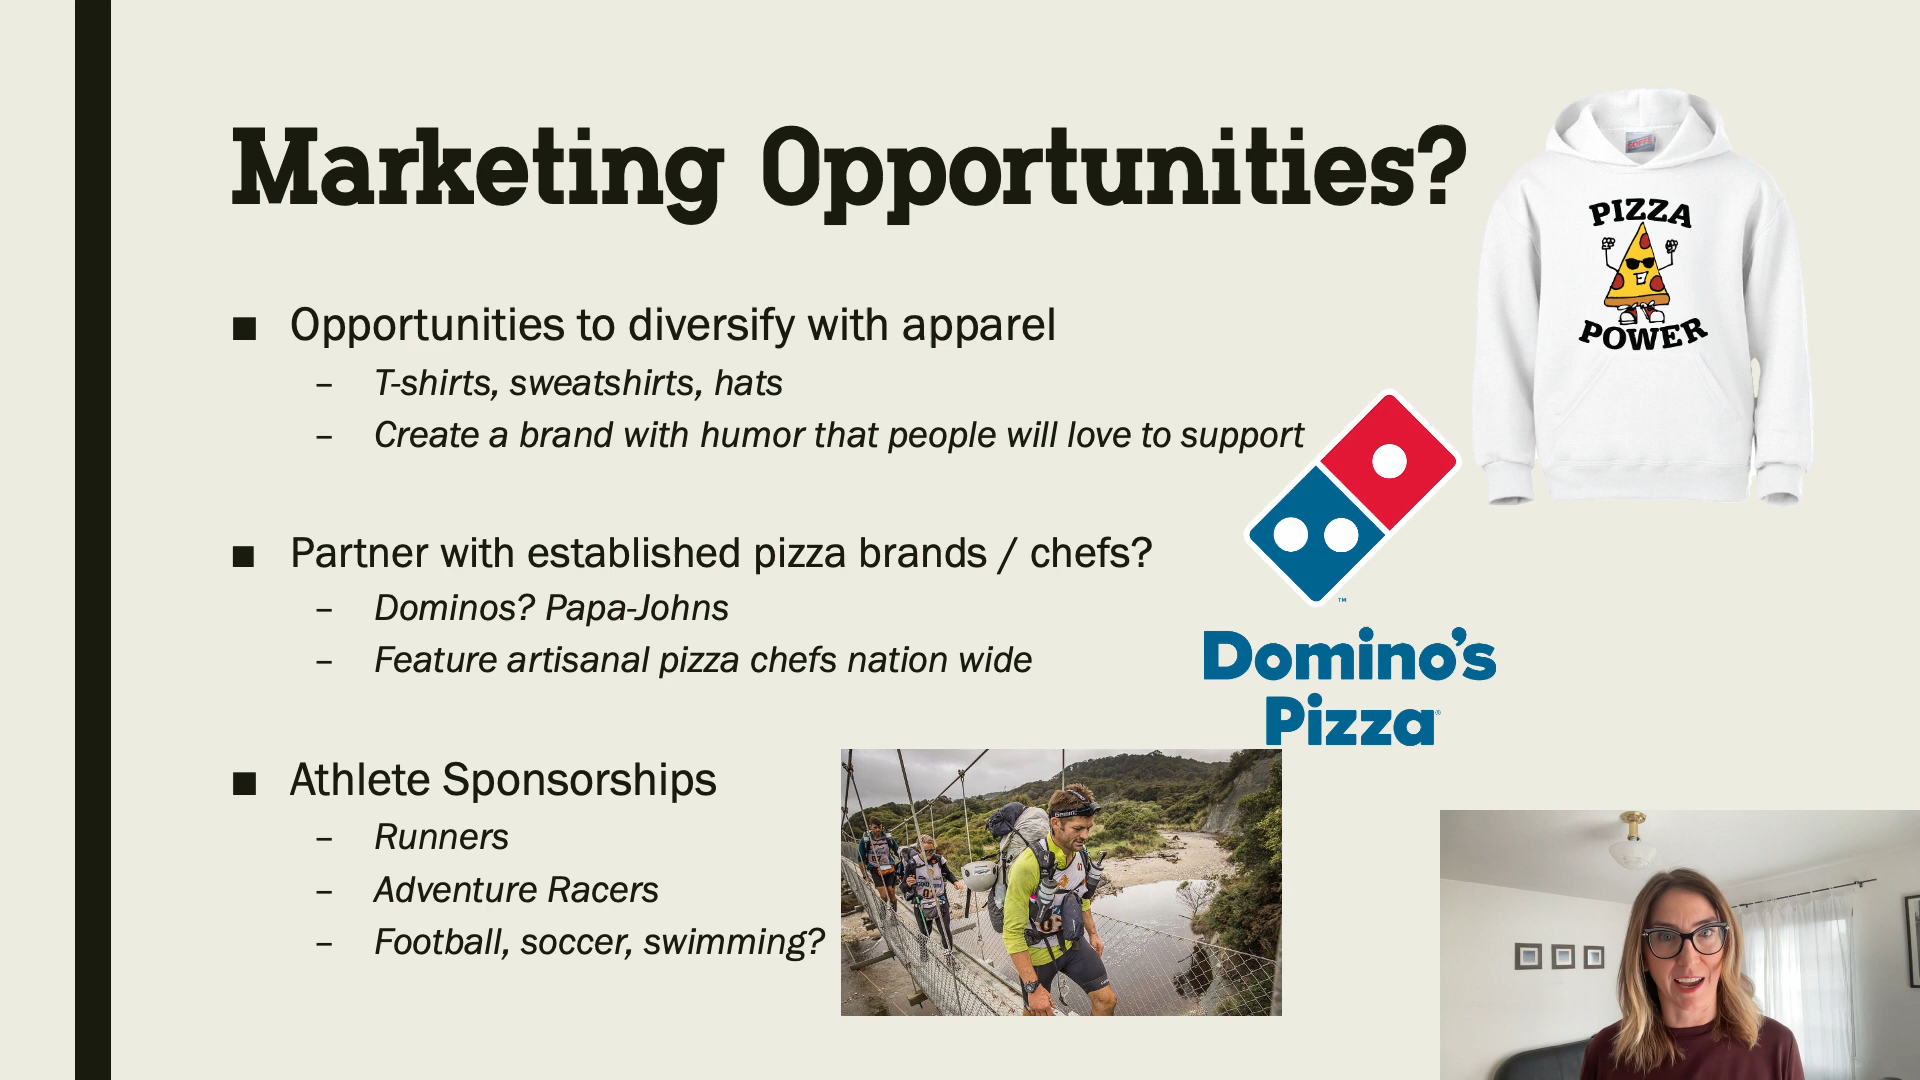 Marketing Opportunities?
■ Opportunities to diversify with apparel
– T-shirts, sweatshirts, hats
– Create a brand with humor that people will love to support
■ Partner with established pizza brands / chefs?
– Dominos? Papa-Johns
– Feature artisanal pizza chefs nation wide
■ Athlete Sponsorships
– Runners
– Adventure Racers
– Football, soccer, swimming?
PIZZA
POWER
™
Domino's
Pizza®